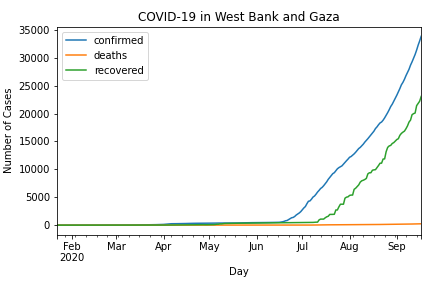 COVID-19 in West Bank and Gaza
confirmed
deaths
recovered
Number of Cases
35000
30000
25000
20000
15000
10000
5000
0
Feb Mar Apr May Jun Jul Aug Sep
2020
Day